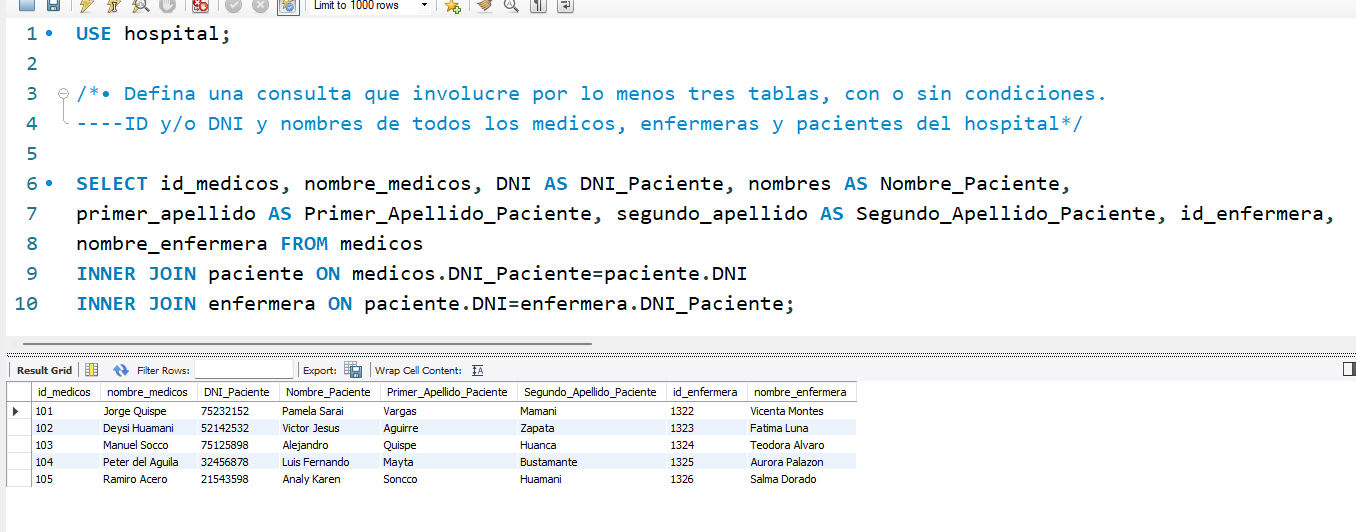 Limit to 1000 rows
1 USE hospital;
2
3 /*• Defina una consulta que involucre por lo menos tres tablas, con o sin condiciones.
4 ----ID y/o DNI y nombres de todos los medicos, enfermeras y pacientes del hospital*/
5
6 SELECT id_medicos, nombre_medicos, DNI AS DNI_Paciente, nombres AS Nombre_Paciente,
7 primer_apellido AS Primer_Apellido_Paciente, segundo_apellido AS Segundo_Apellido_Paciente, id_enfermera,
8 nombre_enfermera FROM medicos
9 INNER JOIN paciente ON medicos.DNI_Paciente=paciente.DNI
10 INNER JOIN enfermera ON paciente.DNI=enfermera.DNI_Paciente;
Result Grid Filter Rows: Export: Wrap Cell Content: IA
id_medicos nombre_medicos DNI_Paciente Nombre_Paciente Primer_Apellido_Paciente Segundo_Apellido_Paciente id_enfermera nombre_enfermera
101 Jorge Quispe 75232152 Pamela Sarai Vargas Mamani 1322 Vicenta Montes
102 Deysi Huamani 52142532 Victor Jesus Aguirre Zapata 1323 Fatima Luna
103 Manuel Socco 75125898 Alejandro Quispe Huanca 1324 Teodora Alvaro
104 Peter del Aguila 32456878 Luis Fernando Mayta Bustamante 1325 Aurora Palazon
105 Ramiro Acero 21543598 Analy Karen Soncco Huamani 1326 Salma Dorado